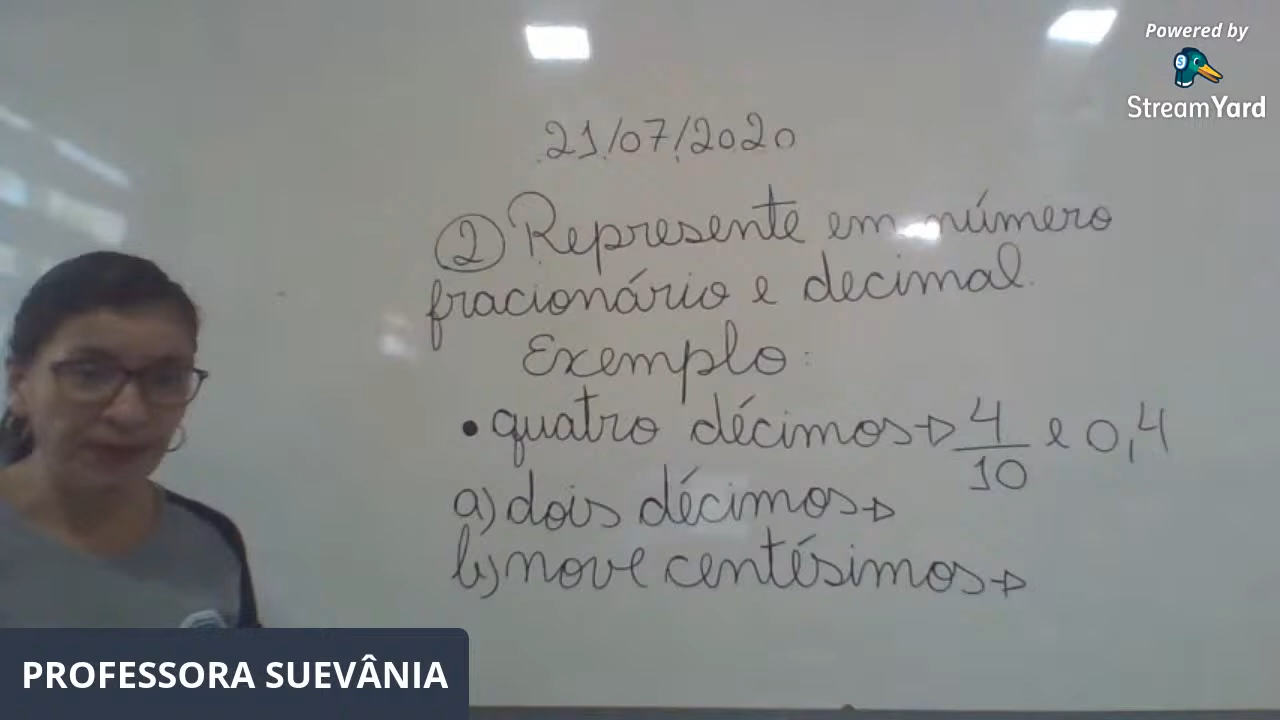 Powered by
StreamYard
21/07/2020
② Represente em número
fracionário e decimal.
Exemplo:
• quatro décimos → 4/10 e 0,4
a) dois décimos →
b) nove centésimos →
PROFESSORA SUEVÂNIA